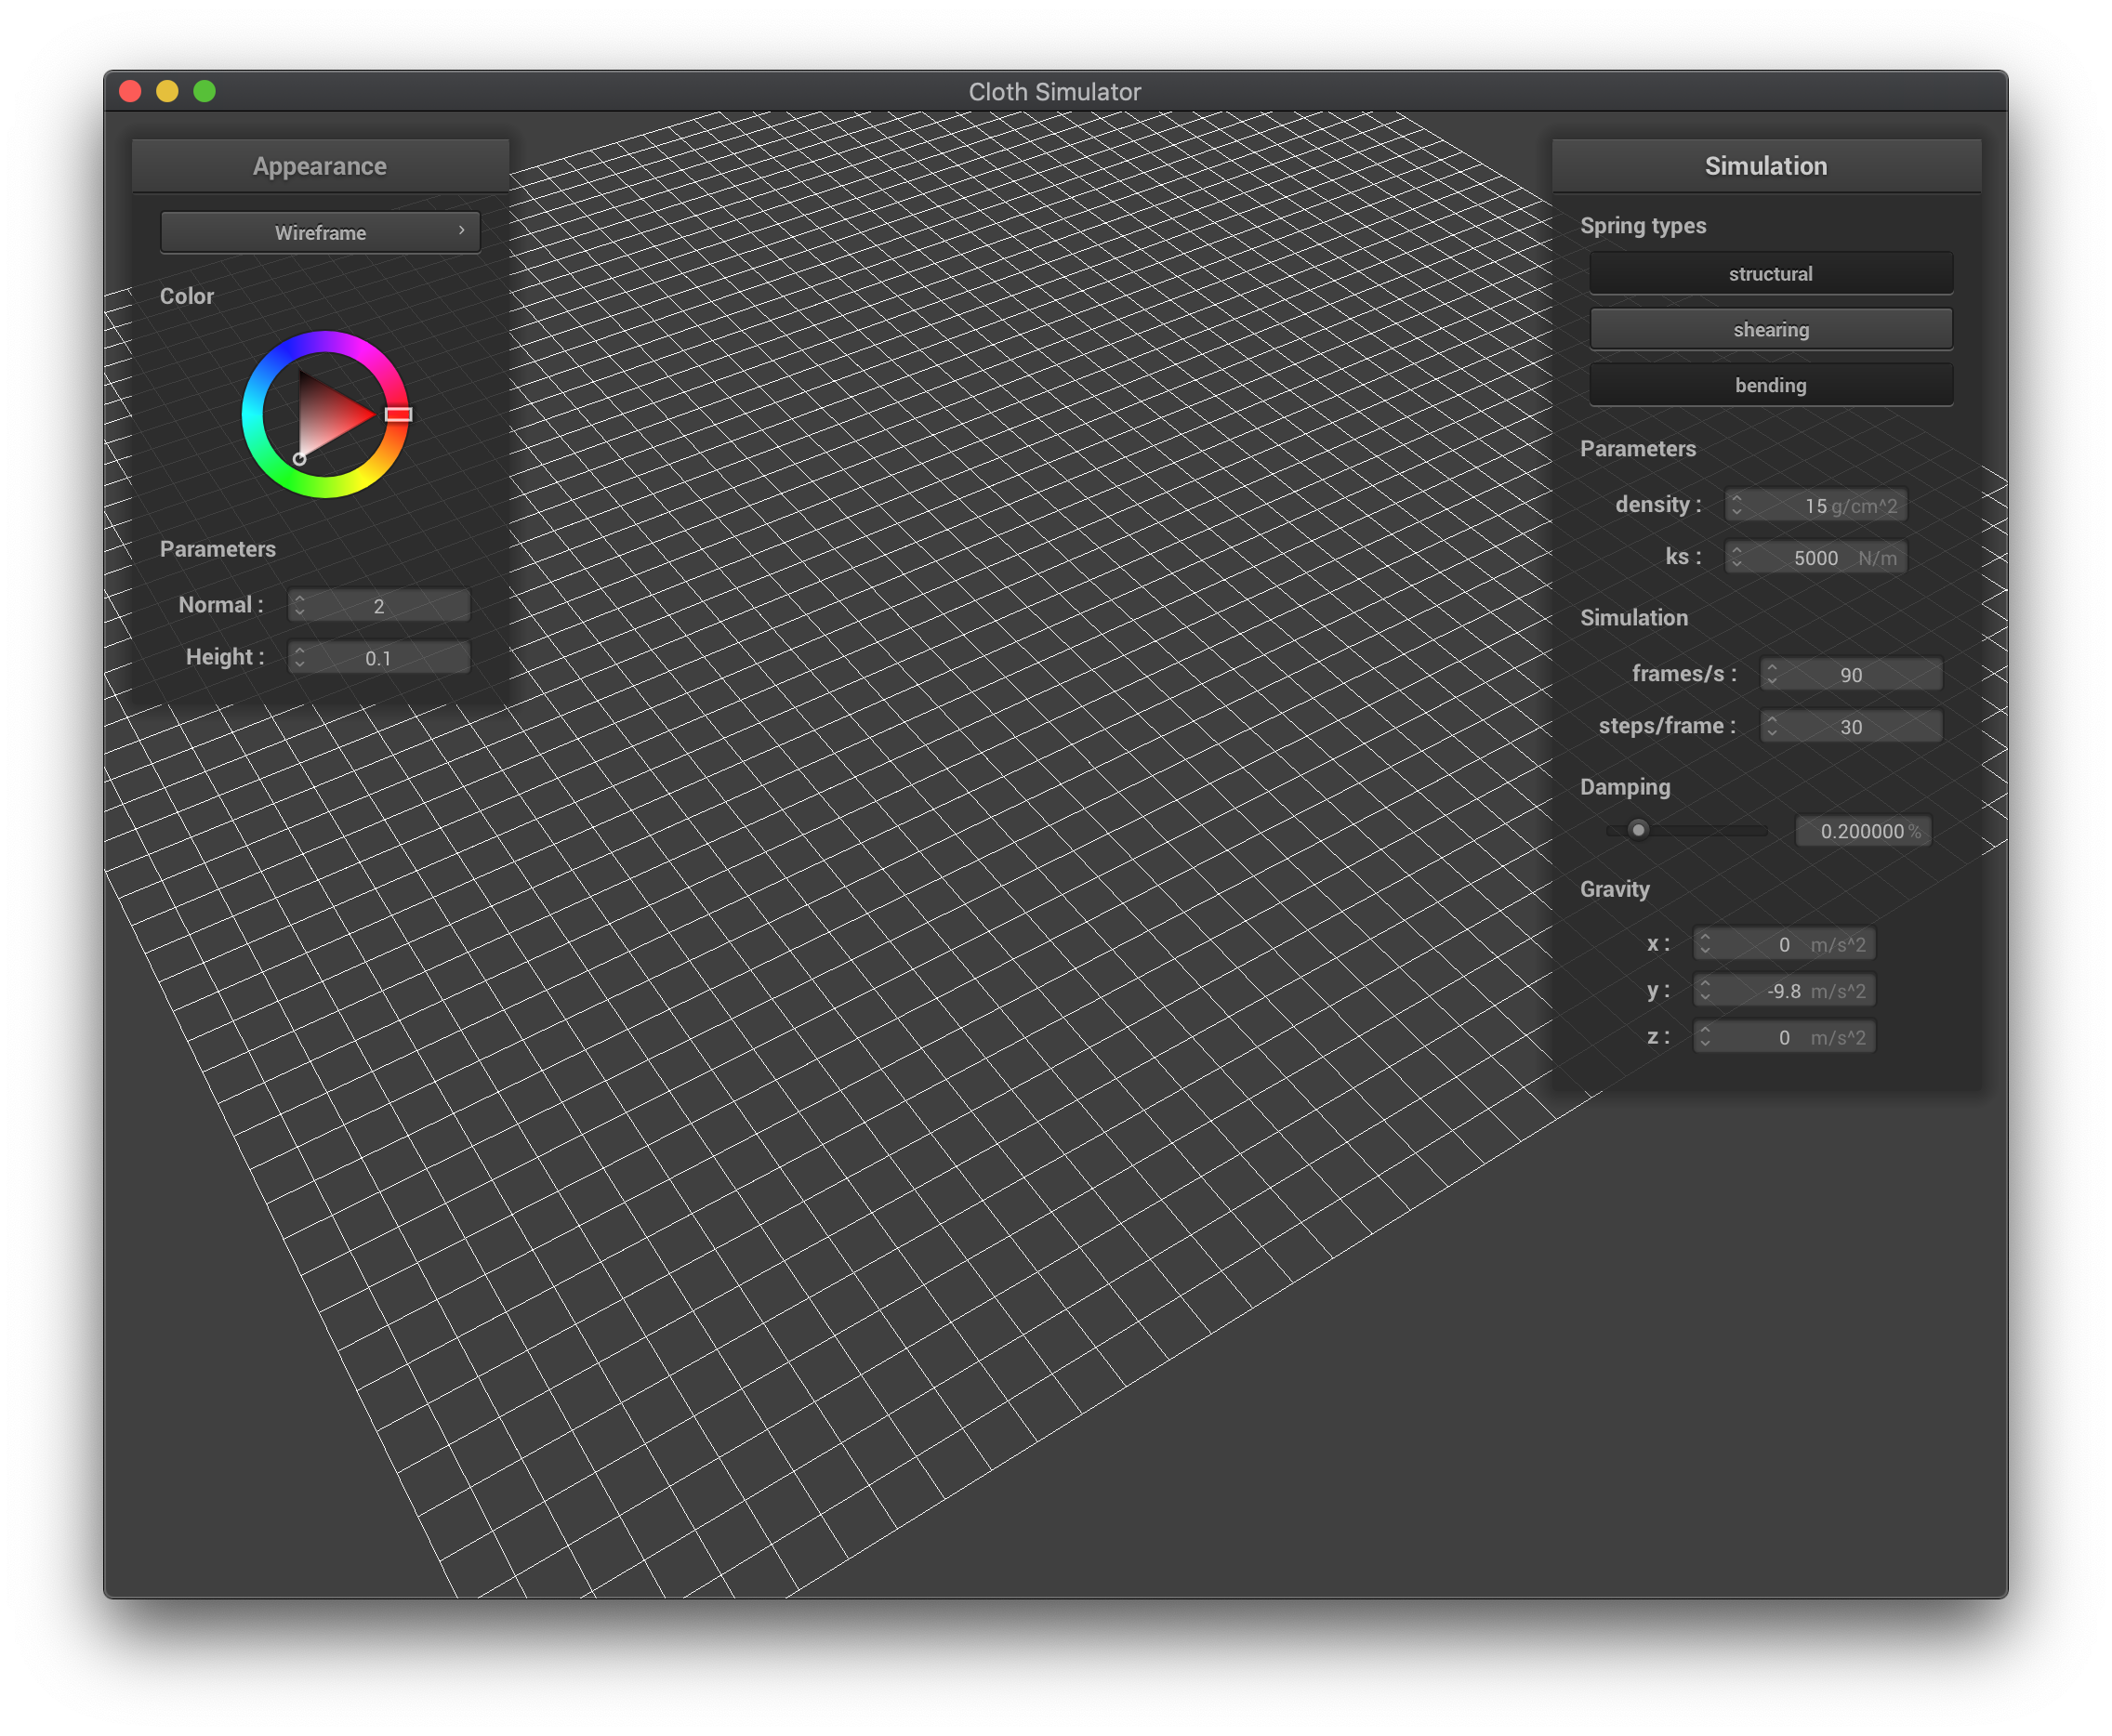 Cloth Simulator
Appearance
Wireframe
Color
Parameters
Normal : 2
Height : 0.1
Simulation
Spring types
structural
shearing
bending
Parameters
density : 15 g/cm^2
ks : 5000 N/m
Simulation
frames/s : 90
steps/frame : 30
Damping
0.200000 %
Gravity
x : 0 m/s^2
y : -9.8 m/s^2
z : 0 m/s^2